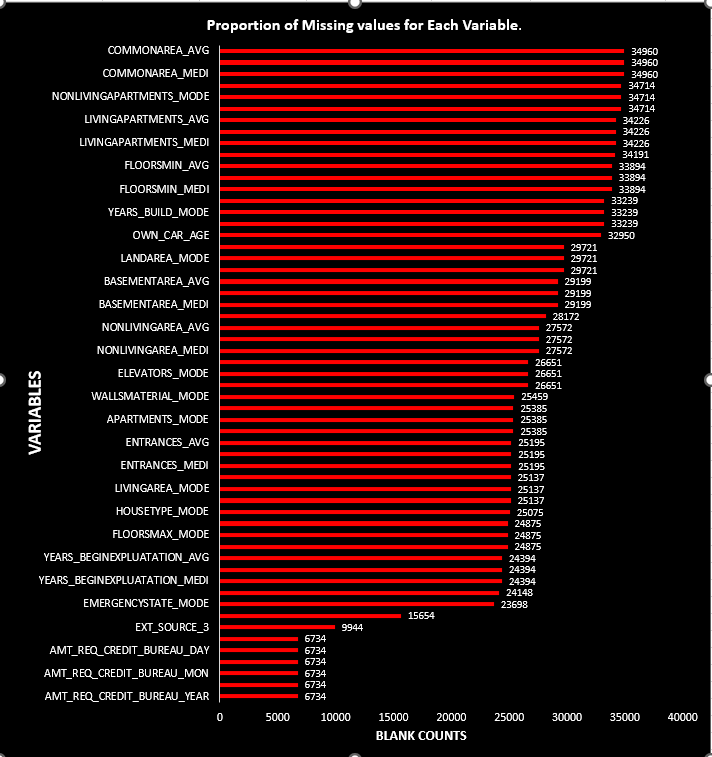 Proportion of Missing values for Each Variable.
COMMONAREA_AVG 34960
34960
COMMONAREA_MEDI 34960
34714
NONLIVINGAPARTMENTS_MODE 34714
34714
LIVINGAPARTMENTS_AVG 34226
34226
LIVINGAPARTMENTS_MEDI 34226
34191
FLOORSMIN_AVG 33894
33894
FLOORSMIN_MEDI 33894
33239
YEARS_BUILD_MODE 33239
33239
OWN_CAR_AGE 32950
29721
LANDAREA_MODE 29721
29721
BASEMENTAREA_AVG 29199
29199
BASEMENTAREA_MEDI 29199
28172
NONLIVINGAREA_AVG 27572
27572
NONLIVINGAREA_MEDI 27572
26651
ELEVATORS_MODE 26651
26651
WALLSMATERIAL_MODE 25459
25385
APARTMENTS_MODE 25385
25385
ENTRANCES_AVG 25195
25195
ENTRANCES_MEDI 25195
25137
LIVINGAREA_MODE 25137
25137
HOUSETYPE_MODE 25075
24875
FLOORSMAX_MODE 24875
24875
YEARS_BEGINEXPLUATATION_AVG 24394
24394
YEARS_BEGINEXPLUATATION_MEDI 24394
24148
EMERGENCYSTATE_MODE 23698
15654
EXT_SOURCE_3 9944
6734
AMT_REQ_CREDIT_BUREAU_DAY 6734
6734
AMT_REQ_CREDIT_BUREAU_MON 6734
6734
AMT_REQ_CREDIT_BUREAU_YEAR 6734
0 5000 10000 15000 20000 25000 30000 35000 40000
BLANK COUNTS
VARIABLES